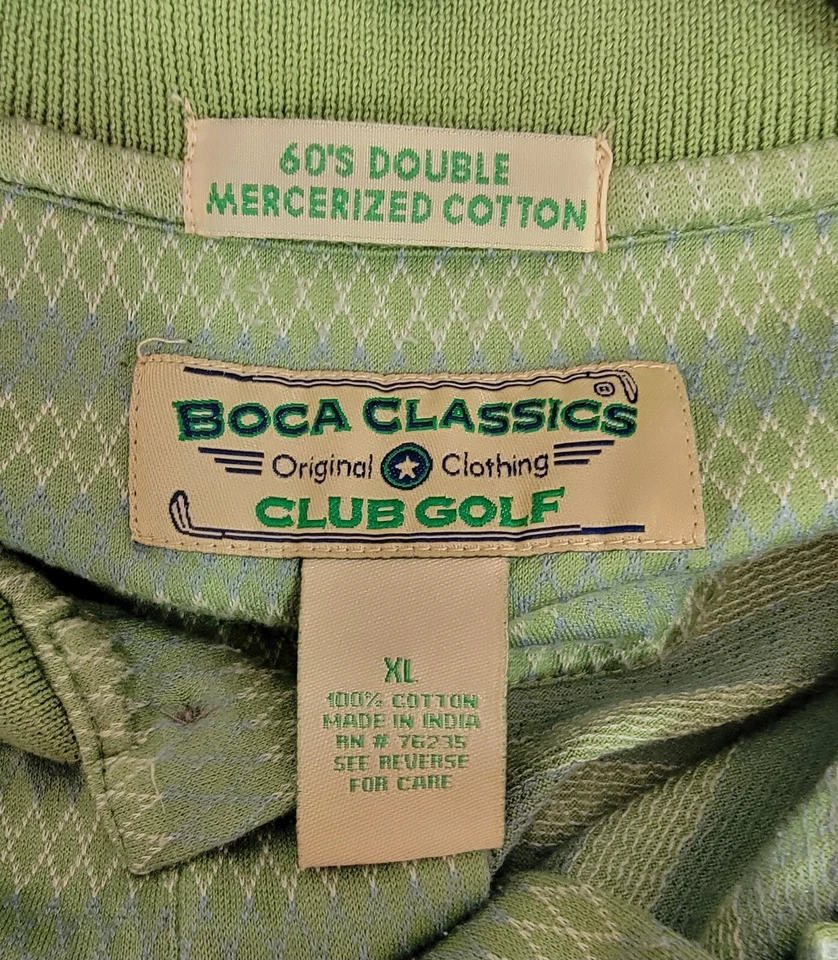 60'S DOUBLE
MERCERIZED COTTON
BOCA CLASSICS
Original Clothing
CLUB GOLF
XL
100% COTTON
MADE IN INDIA
RN # 76235
SEE REVERSE
FOR CARE